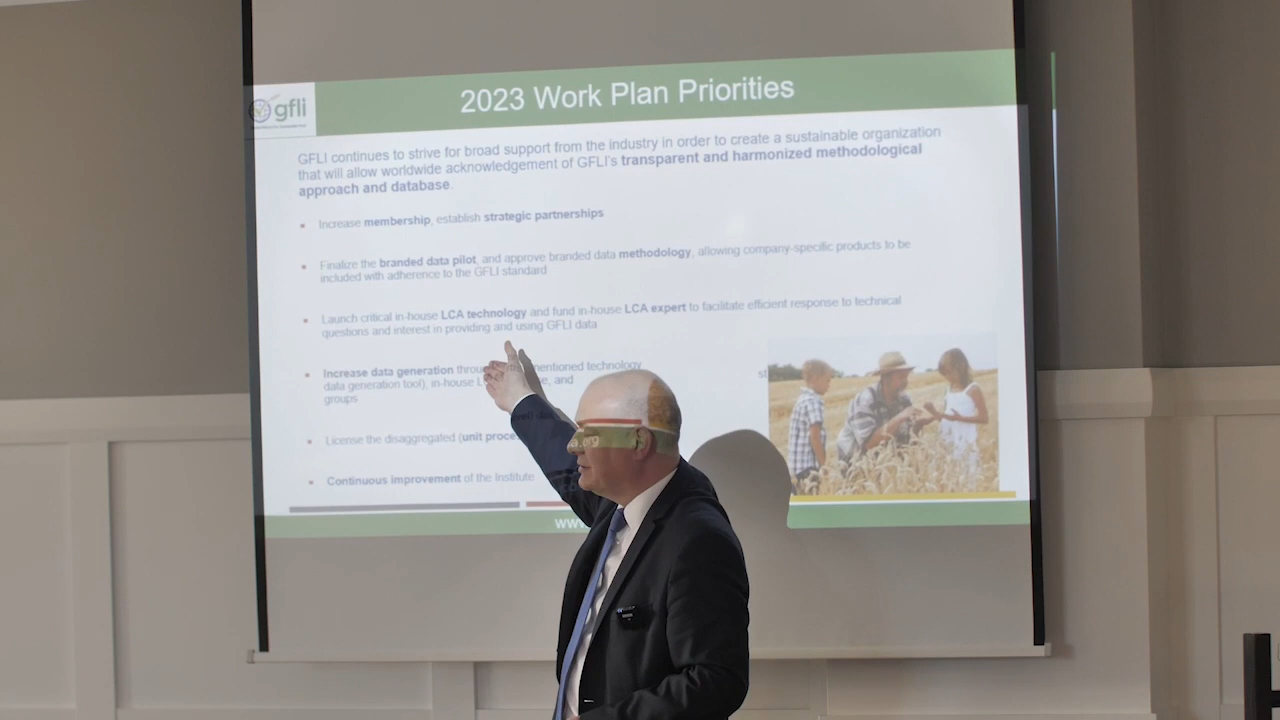 gfli
2023 Work Plan Priorities
GFLI continues to strive for broad support from the industry in order to create a sustainable organization
that will allow worldwide acknowledgement of GFLI's transparent and harmonized methodological
approach and database.
Increase membership, establish strategic partnerships
Finalize the branded data pilot, and approve branded data methodology, allowing company-specific products to be
included with adherence to the GFLI standard
Launch critical in-house LCA technology and fund in-house LCA expert to facilitate efficient response to technical
questions and interest in providing and using GFLI data
Increase data generation technology
data generation tool), in-house and
groups
License the disaggregated (unit
Continuous improvement of the Institute